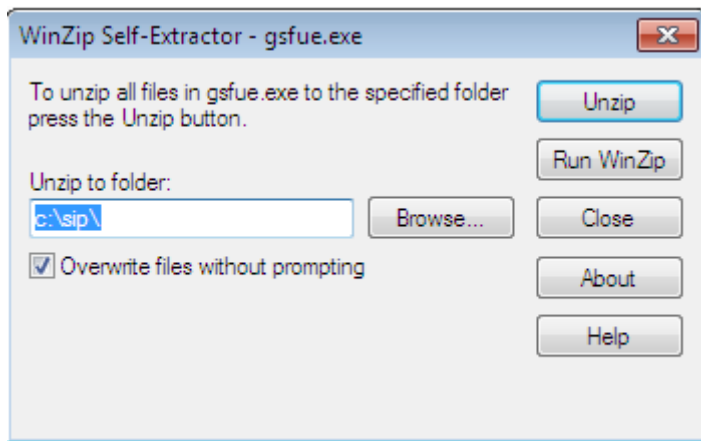 WinZip Self-Extractor - gsfue.exe
To unzip all files in gsfue.exe to the specified folder
press the Unzip button.
Unzip
Run WinZip
Unzip to folder:
c:\sip\
Browse...
Close
Overwrite files without prompting
About
Help